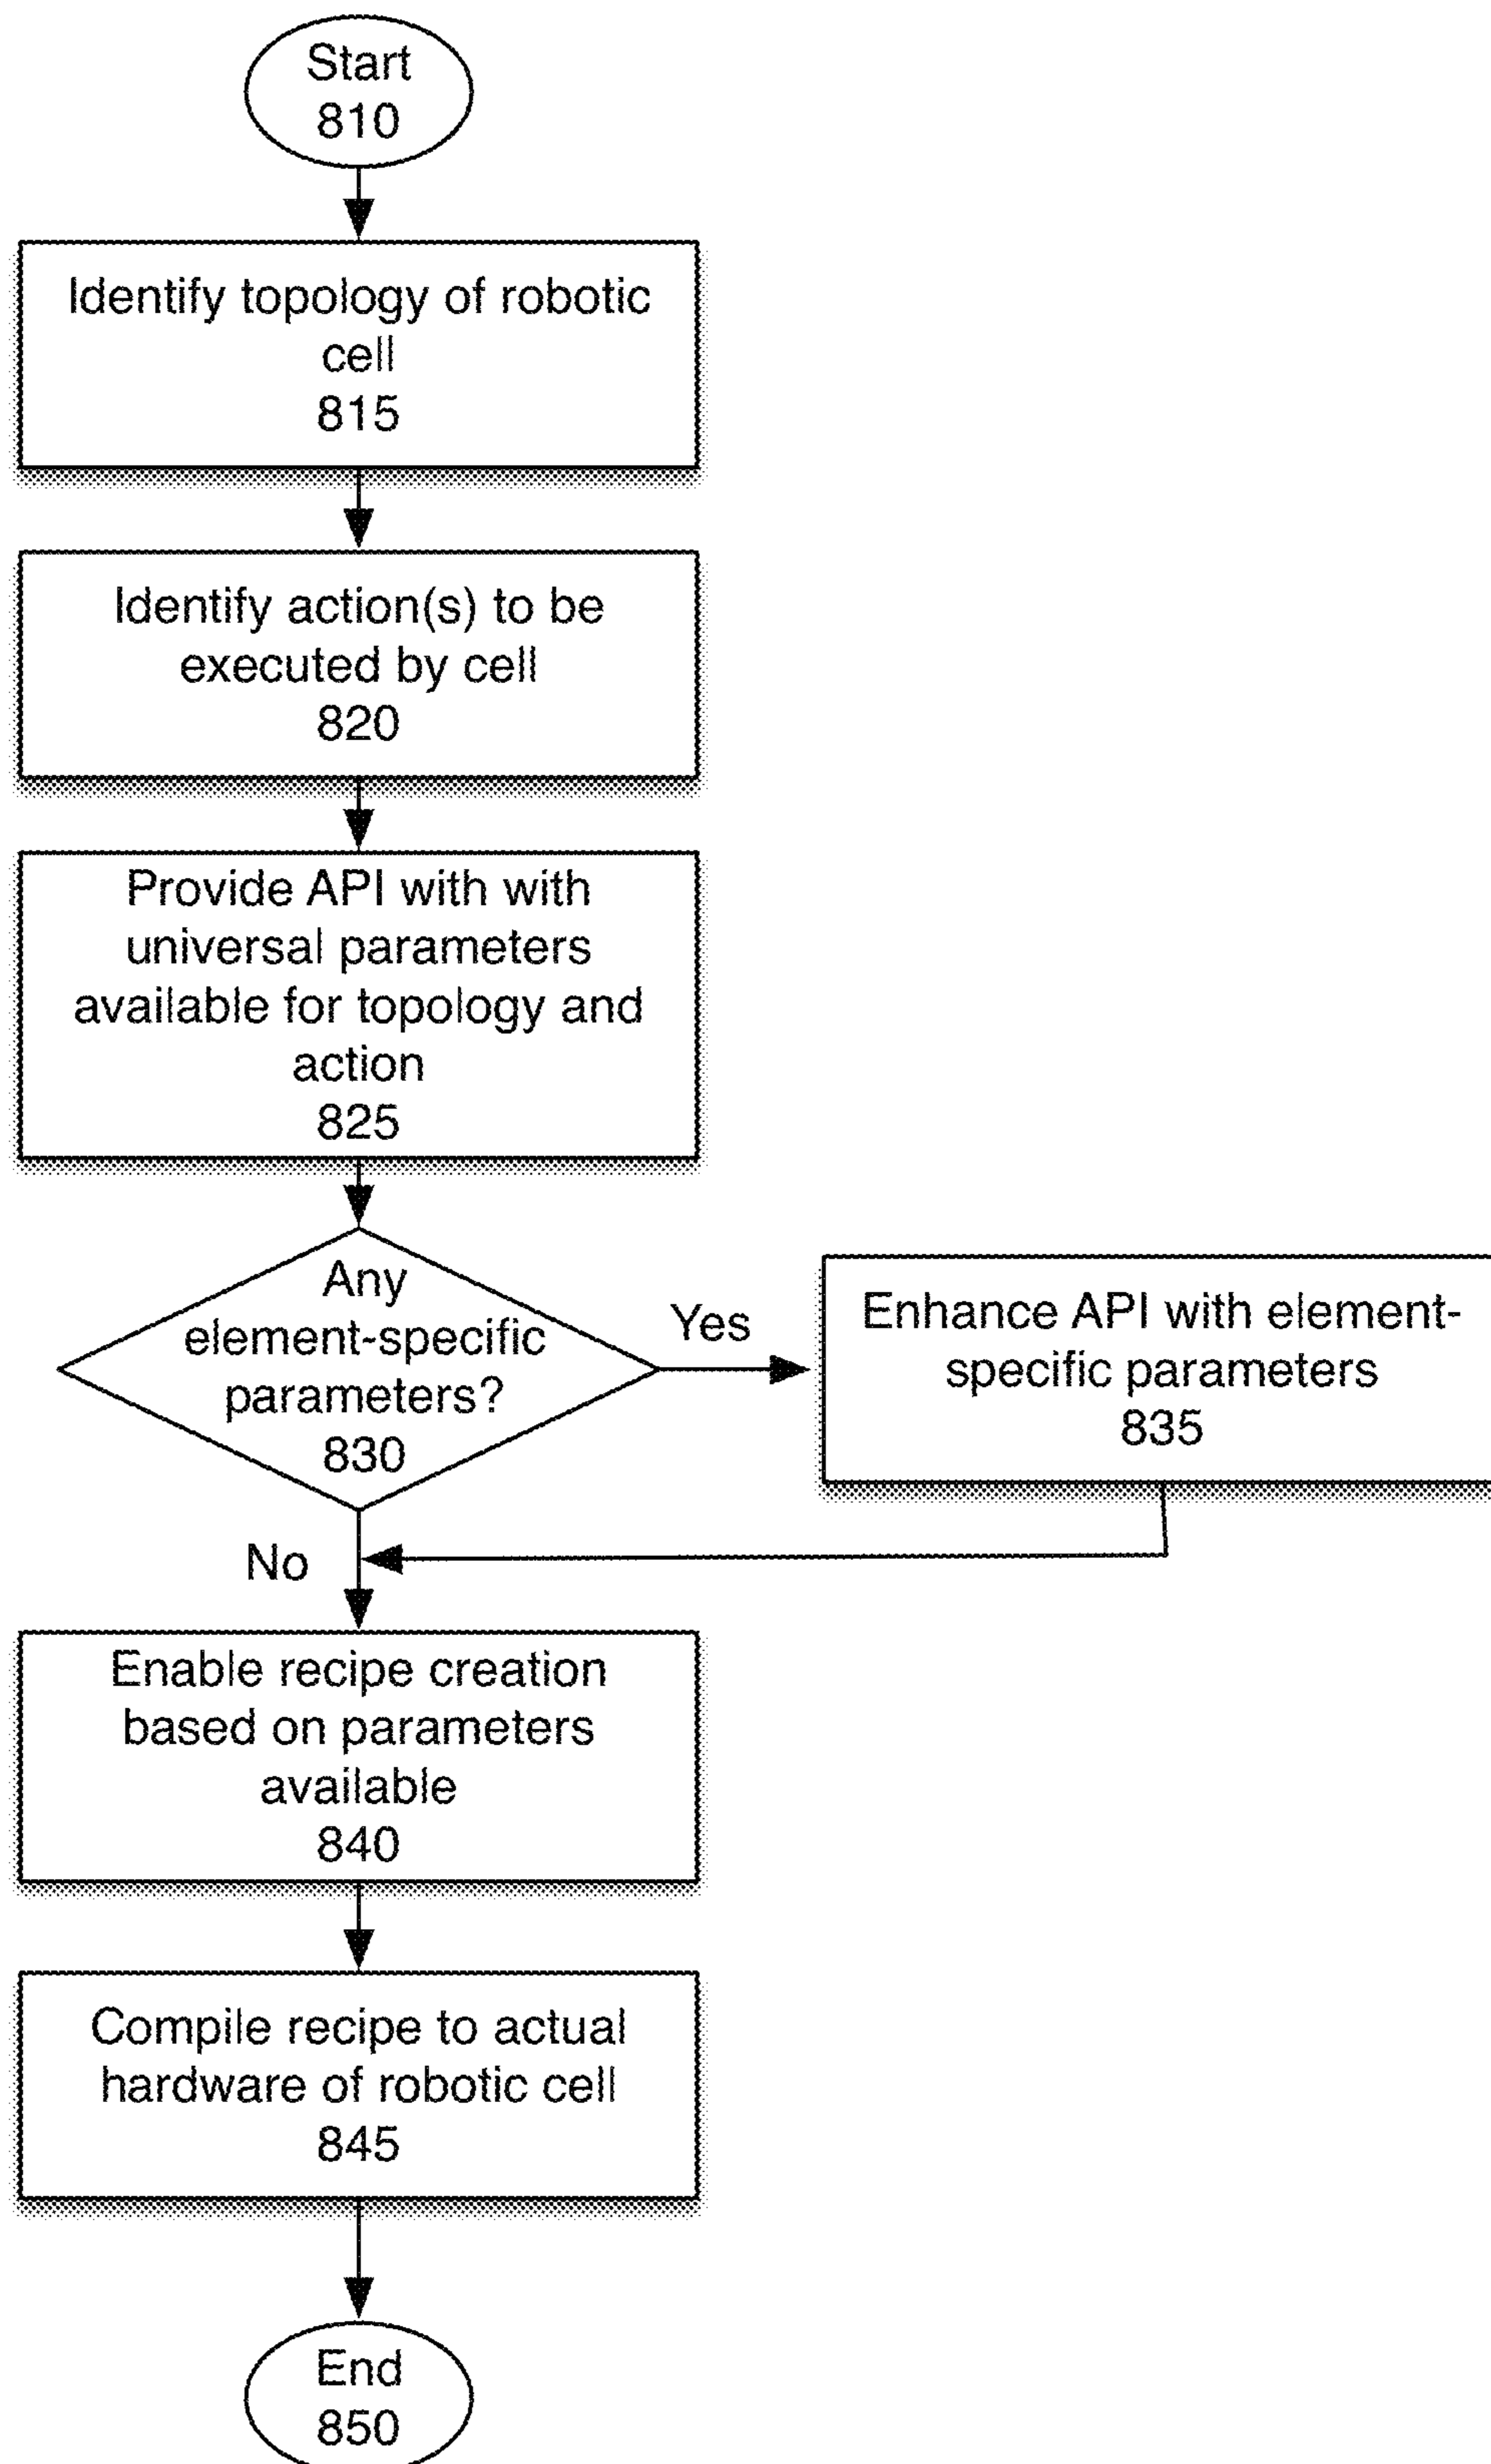 Start
810
Identify topology of robotic
cell
815
Identify action(s) to be
executed by cell
820
Provide API with with
universal parameters
available for topology and
action
825
Any
element-specific
parameters?
830
Yes
Enhance API with element-
specific parameters
835
No
Enable recipe creation
based on parameters
available
840
Compile recipe to actual
hardware of robotic cell
845
End
850